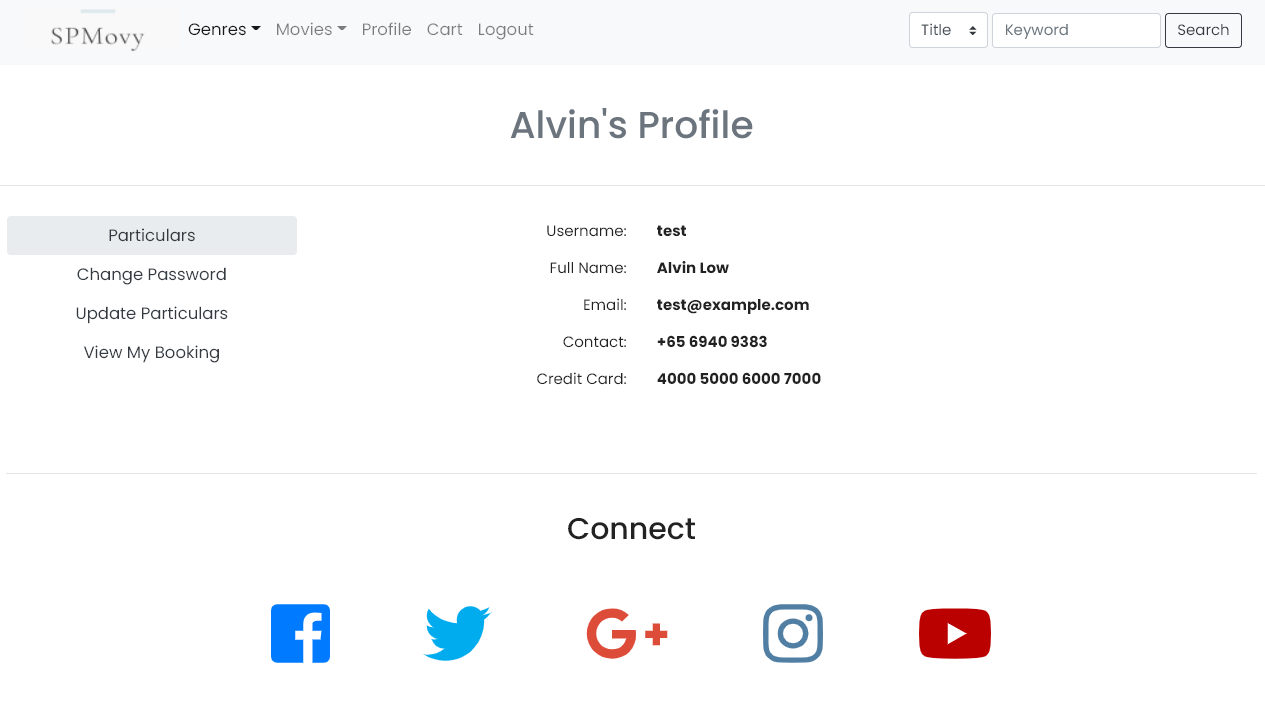 SPMovy Genres Movies Profile Cart Logout Title Keyword Search
Alvin's Profile
Particulars
Change Password
Update Particulars
View My Booking
Username: test
Full Name: Alvin Low
Email: test@example.com
Contact: +65 6940 9383
Credit Card: 4000 5000 6000 7000
Connect